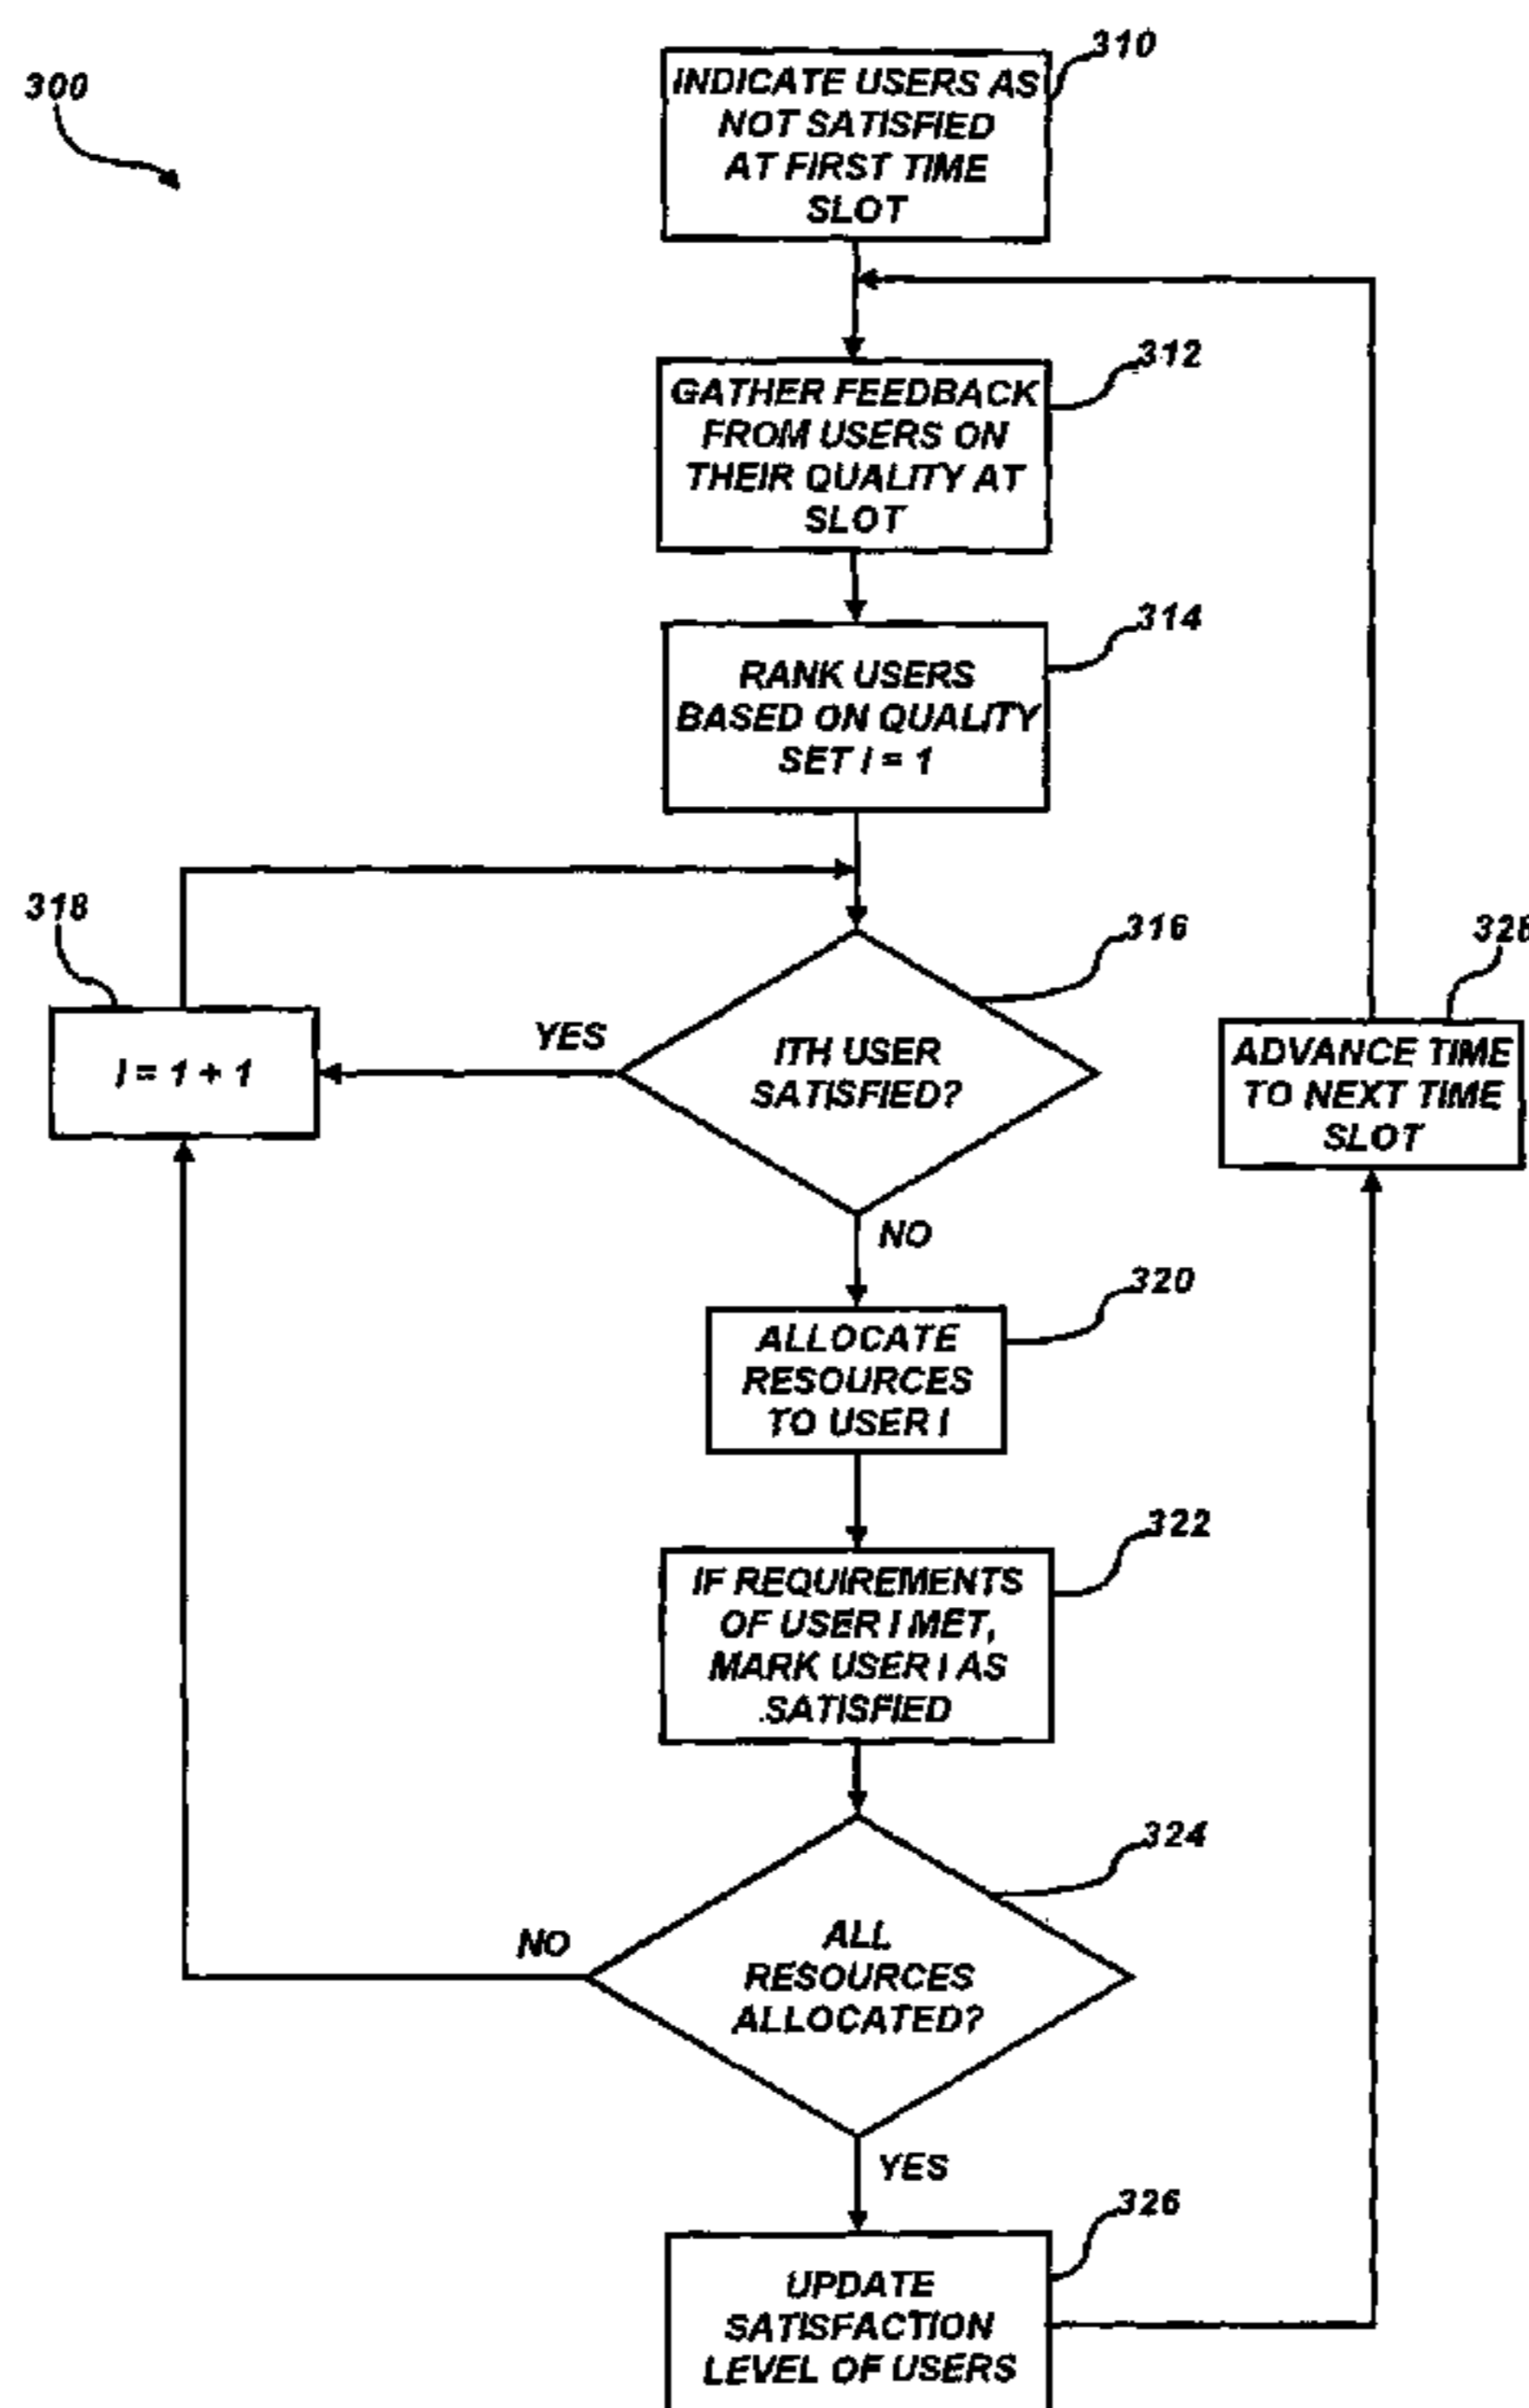 300
310
INDICATE USERS AS
NOT SATISFIED
AT FIRST TIME
SLOT
312
GATHER FEEDBACK
FROM USERS ON
THEIR QUALITY AT
SLOT
314
RANK USERS
BASED ON QUALITY
SET I = 1
318
316
328
YES
I = 1 + 1
ITH USER
SATISFIED?
ADVANCE TIME
TO NEXT TIME
SLOT
NO
320
ALLOCATE
RESOURCES
TO USER I
322
IF REQUIREMENTS
OF USER I MET,
MARK USER I AS
SATISFIED
324
NO
ALL
RESOURCES
ALLOCATED?
YES
326
UPDATE
SATISFACTION
LEVEL OF USERS